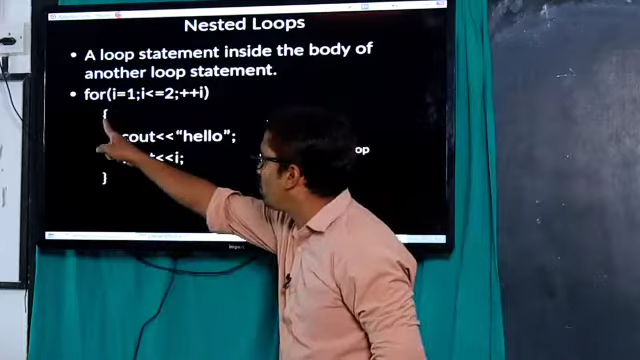 Nested Loops
• A loop statement inside the body of
another loop statement.
• for(i=1;i<=2;++i)
{
cout<<“hello”;
<<i;
}